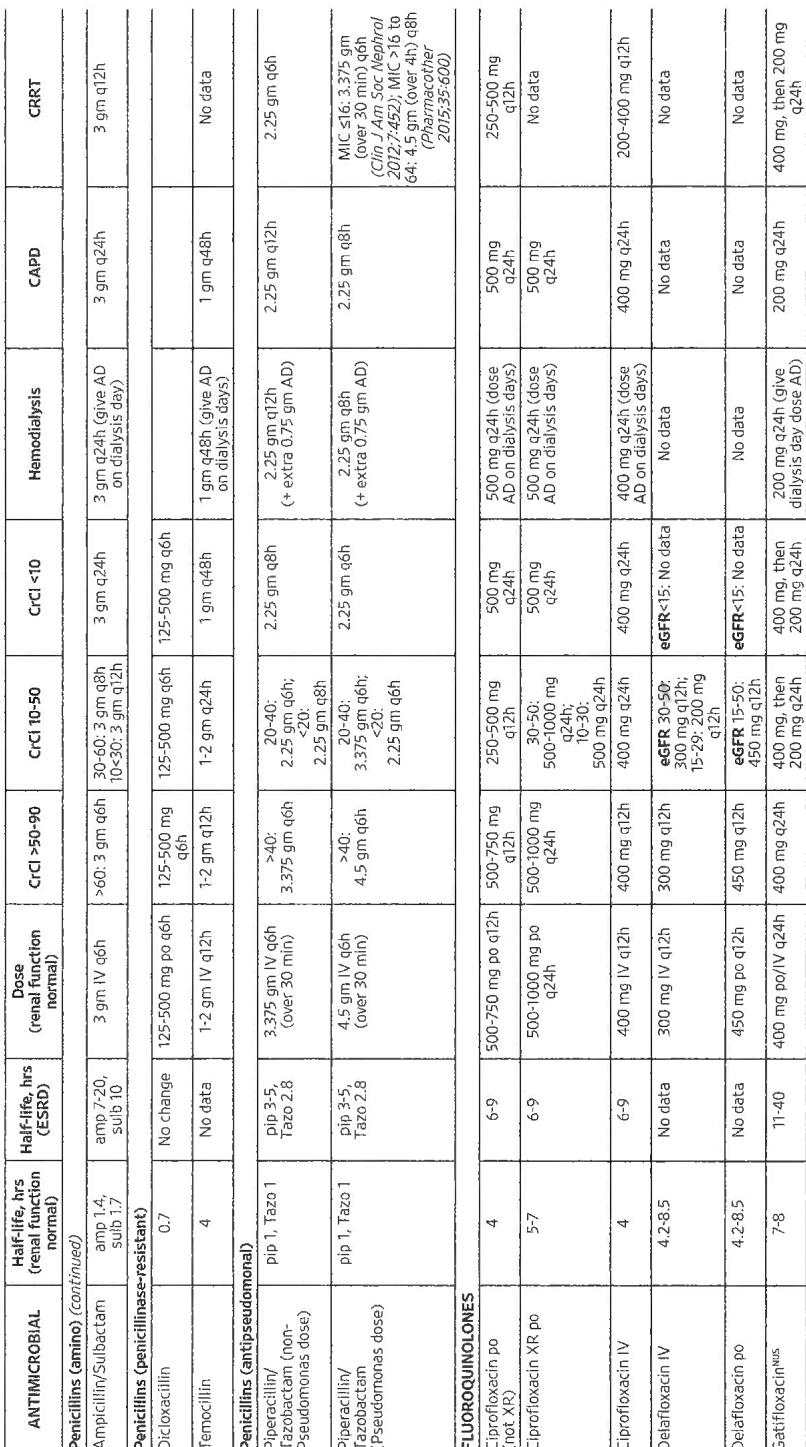 ANTIMICROBIAL
Half-life, hrs
(renal function
normal)
Half-life, hrs
(ESRD)
Dose
(renal function
normal)
CrCl >50-90
CrCl 10-50
CrCl <10
Hemodialysis
CAPD
CRRT
Penicillins (amino) (continued)
Ampicillin/Sulbactam
amp 1.4,
sulb 1.7
amp 7-20,
sulb 10
3 gm IV q6h
>60: 3 gm q6h
30-60: 3 gm q8h
10<30: 3 gm q12h
3 gm q24h
3 gm q24h (give AD
on dialysis day)
3 gm q24h
3 gm q12h
Penicillins (penicillinase-resistant)
Dicloxacillin
0.7
No change
125-500 mg po q6h
125-500 mg
q6h
125-500 mg q6h
125-500 mg q6h
Temocillin
4
No data
1-2 gm IV q12h
1-2 gm q12h
1-2 gm q24h
1 gm q48h
1 gm q48h (give AD
on dialysis days)
1 gm q48h
No data
Penicillins (antipseudomonal)
Piperacillin/
Tazobactam (non-
Pseudomonas dose)
pip 1, Tazo 1
pip 3-5,
Tazo 2.8
3.375 gm IV q6h
(over 30 min)
>40:
3.375 gm q6h
20-40:
2.25 gm q6h;
<20:
2.25 gm q8h
2.25 gm q8h
2.25 gm q12h
(+ extra 0.75 gm AD)
2.25 gm q12h
2.25 gm q6h
Piperacillin/
Tazobactam
(Pseudomonas dose)
pip 1, Tazo 1
pip 3-5,
Tazo 2.8
4.5 gm IV q6h
(over 30 min)
>40:
4.5 gm q6h
20-40:
3.375 gm q6h;
<20:
2.25 gm q6h
2.25 gm q6h
2.25 gm q8h
(+ extra 0.75 gm AD)
2.25 gm q8h
MIC ≤16: 3.375 gm
(over 30 min) q6h
(Clin J Am Soc Nephrol
2012;7:452); MIC >16 to
64: 4.5 gm (over 4h) q8h
(Pharmacother
2015;35:600)
FLUOROQUINOLONES
Ciprofloxacin po
(not XR)
4
6-9
500-750 mg po q12h
500-750 mg
q12h
250-500 mg
q12h
500 mg
q24h
500 mg q24h (dose
AD on dialysis days)
500 mg
q24h
250-500 mg
q12h
Ciprofloxacin XR po
5-7
6-9
500-1000 mg po
q24h
500-1000 mg
q24h
30-50:
500-1000 mg
q24h;
10-30:
500 mg q24h
500 mg
q24h
500 mg q24h (dose
AD on dialysis days)
500 mg
q24h
No data
Ciprofloxacin IV
4
6-9
400 mg IV q12h
400 mg q12h
400 mg q24h
400 mg q24h
400 mg q24h (dose
AD on dialysis days)
400 mg q24h
200-400 mg q12h
Delafloxacin IV
4.2-8.5
No data
300 mg IV q12h
300 mg q12h
eGFR 30-50:
300 mg q12h;
15-29: 200 mg
q12h
eGFR<15: No data
No data
No data
No data
Delafloxacin po
4.2-8.5
No data
450 mg po q12h
450 mg q12h
eGFR 15-50:
450 mg q12h
eGFR<15: No data
No data
No data
No data
Gatifloxacin^NUS
7-8
11-40
400 mg po/IV q24h
400 mg q24h
400 mg, then
200 mg q24h
400 mg, then
200 mg q24h
200 mg q24h (give
dialysis day dose AD)
200 mg q24h
400 mg, then 200 mg
q24h